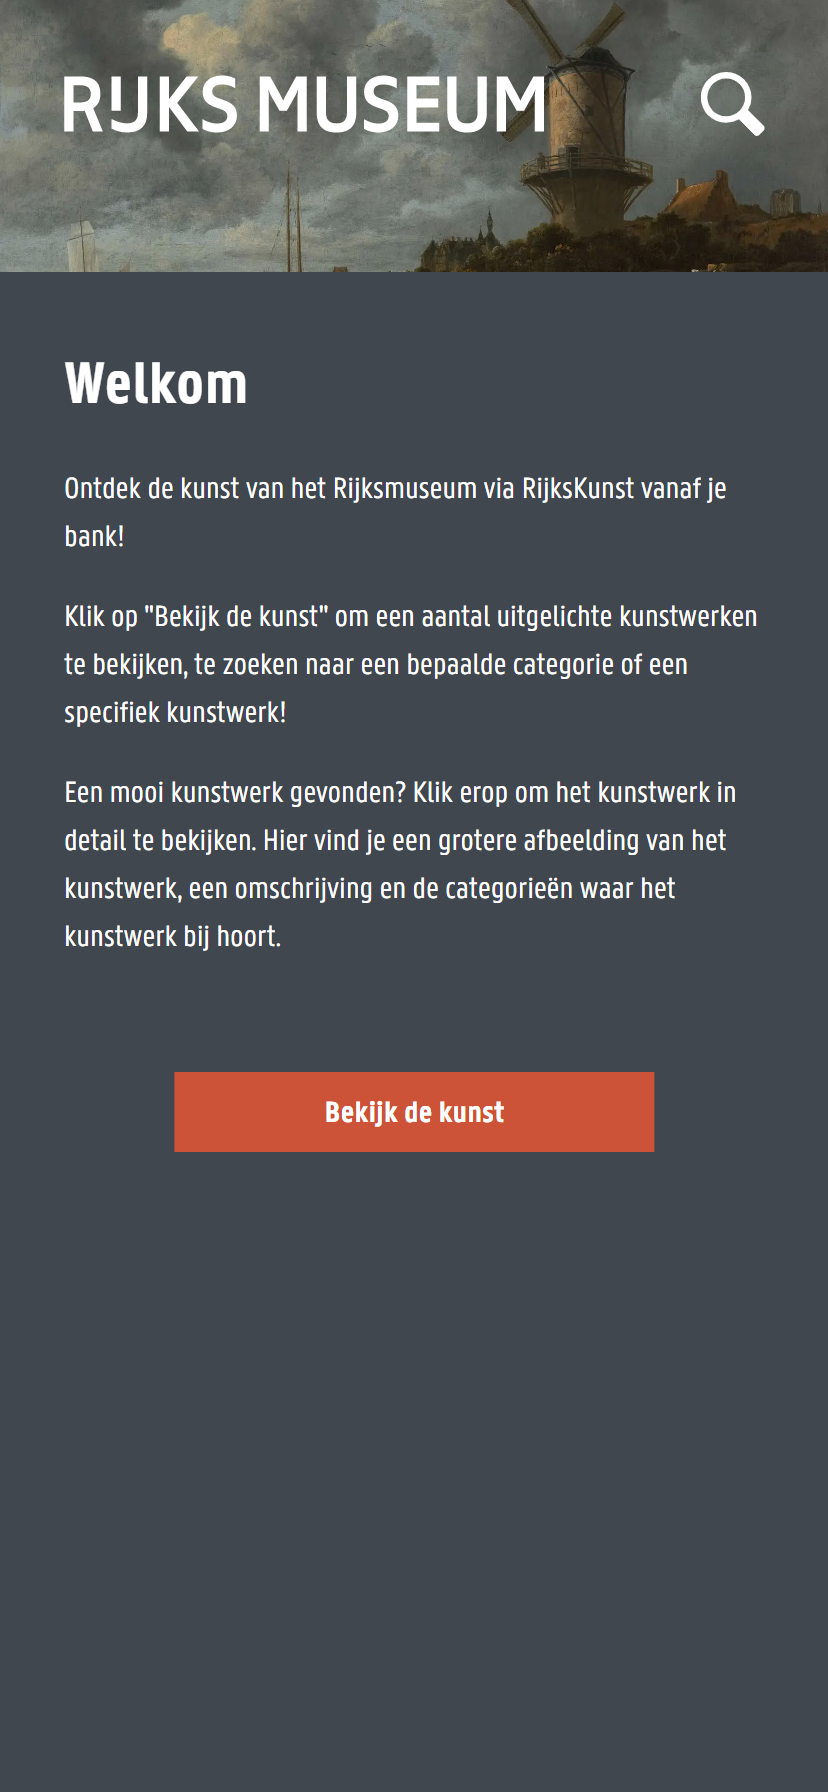 RIJKS MUSEUM
Welkom
Ontdek de kunst van het Rijksmuseum via RijksKunst vanaf je
bank!
Klik op "Bekijk de kunst" om een aantal uitgelichte kunstwerken
te bekijken, te zoeken naar een bepaalde categorie of een
specifiek kunstwerk!
Een mooi kunstwerk gevonden? Klik erop om het kunstwerk in
detail te bekijken. Hier vind je een grotere afbeelding van het
kunstwerk, een omschrijving en de categorieën waar het
kunstwerk bij hoort.
Bekijk de kunst